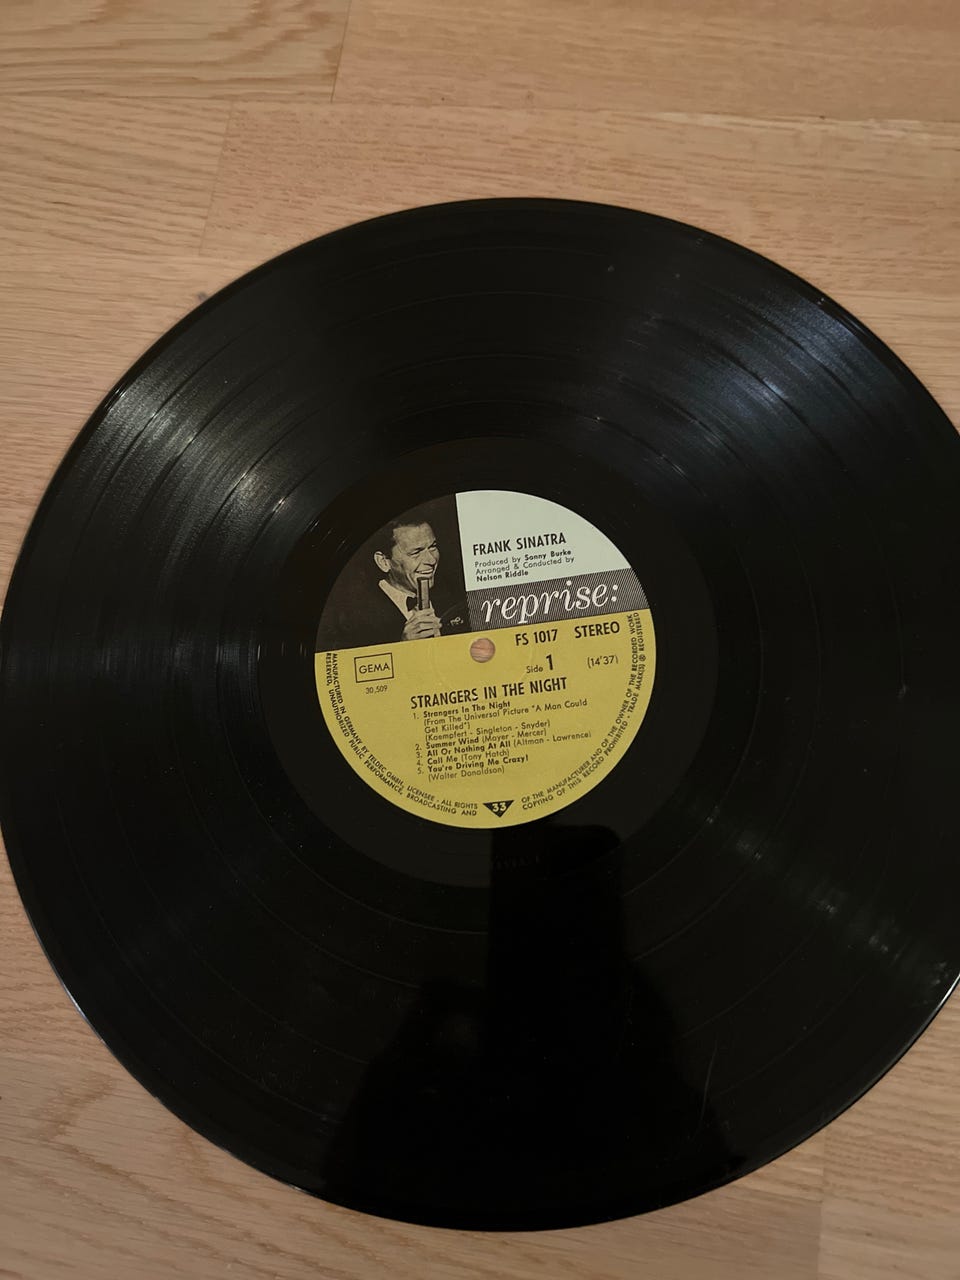 FRANK SINATRA
Produced by Sonny Burke
Arranged & Conducted by
Nelson Riddle
reprise:
FS 1017 STEREO
GEMA
Side 1 (14'37)
30,509
STRANGERS IN THE NIGHT
1. Strangers In The Night
(From The Universal Picture "A Man Could
Get Killed")
(Kaempfert - Singleton - Snyder)
2. Summer Wind (Mayer - Mercer)
3. All Or Nothing At All (Altman - Lawrence)
4. Call Me (Tony Hatch)
5. You're Driving Me Crazy!
(Walter Donaldson)
33
MANUFACTURED IN GERMANY BY TELDEC GMBH, LICENSEE - ALL RIGHTS OF THE MANUFACTURER AND OF THE OWNER OF THE RECORDED WORK
RESERVED, UNAUTHORIZED PUBLIC PERFORMANCE, BROADCASTING AND COPYING OF THIS RECORD PROHIBITED - TRADE MARK(S) ® REGISTERED